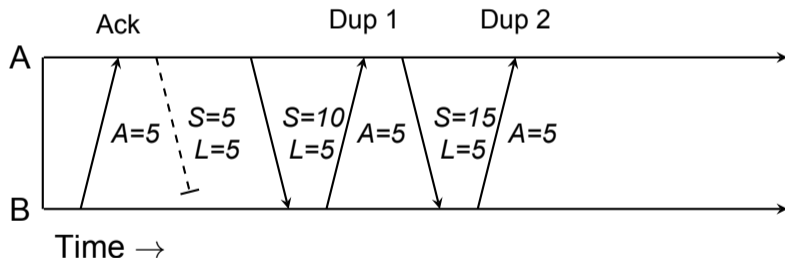 Ack Dup 1 Dup 2
A
A=5 S=5 L=5 S=10 L=5 A=5 S=15 L=5 A=5
B
Time →